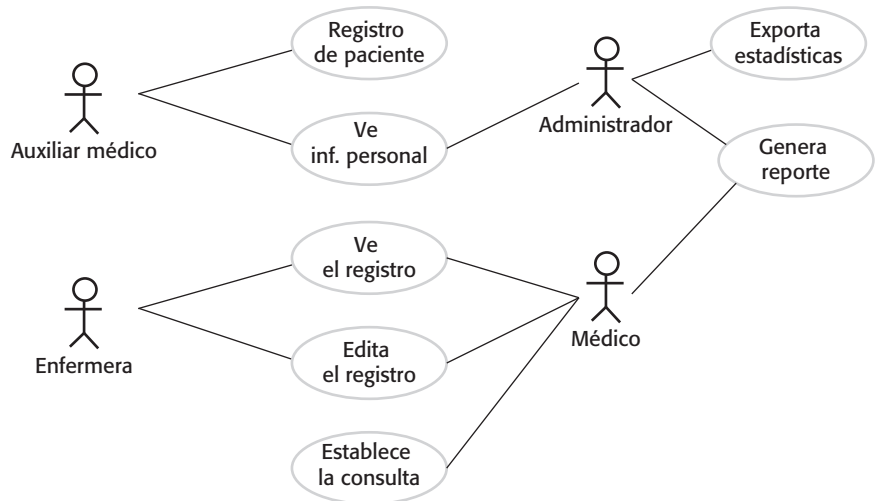 Registro
de paciente
Exporta
estadísticas
Auxiliar médico
Ve
inf. personal
Administrador
Genera
reporte
Ve
el registro
Enfermera
Edita
el registro
Médico
Establece
la consulta